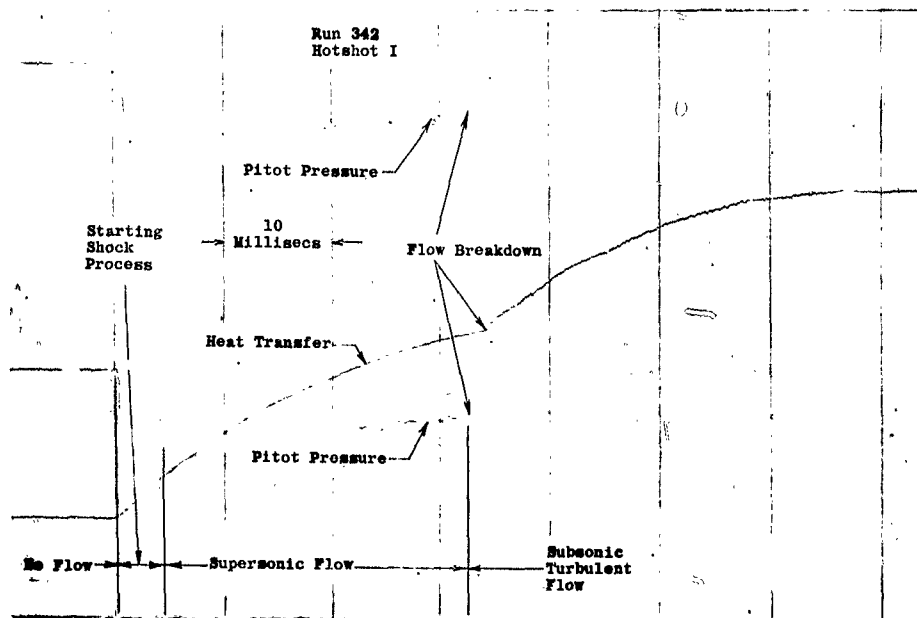 Run 342
Hotshot I
Pitot Pressure
10
Millisecs
Starting
Shock
Process
Flow Breakdown
Heat Transfer
Pitot Pressure
No Flow
Supersonic Flow
Subsonic
Turbulent
Flow